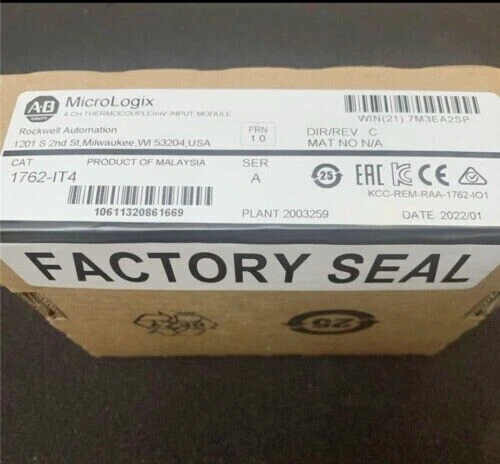 AB
MicroLogix
4 CH THERMOCOUPLE/mV INPUT MODULE
Rockwell Automation
1201 S 2nd St,Milwaukee,WI 53204,USA
FRN
1.0
WIN(21) 7M3EA2SP
DIR/REV C
MAT NO N/A
CAT
1762-IT4
PRODUCT OF MALAYSIA
SER
A
25
EAC
KCC-REM-RAA-1762-IO1
10611320861669
PLANT 2003259
DATE 2022/01
FACTORY SEAL
25